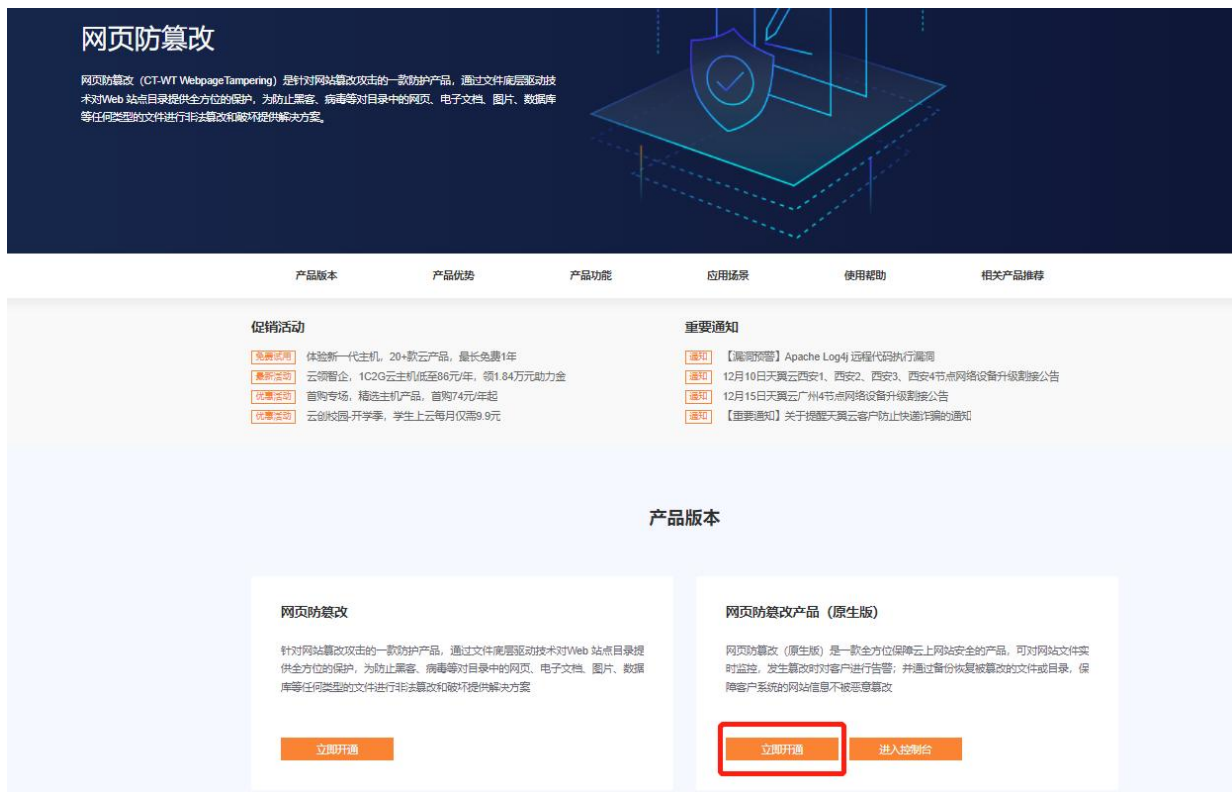 网页防篡改
网页防篡改（CT-WT WebpageTampering）是针对网站篡改攻击的一款防护产品，通过文件底层驱动技
术对Web 站点目录提供全方位的保护，为防止黑客、病毒等对目录中的网页、电子文档、图片、数据库
等任何类型的文件进行非法篡改和破坏提供解决方案。
产品版本 产品优势 产品功能 应用场景 使用帮助 相关产品推荐
促销活动
免费试用 体验新一代主机，20+款云产品，最长免费1年
最新活动 云领智企，1C2G云主机低至86元/年，领1.84万元助力金
优惠活动 首购专场，精选主机产品，首购74元/年起
优惠活动 云创校园-开学季，学生上云每月仅需9.9元
重要通知
通知 【漏洞预警】Apache Log4j 远程代码执行漏洞
通知 12月10日天翼云西安1、西安2、西安3、西安4节点网络设备升级割接公告
通知 12月15日天翼云广州4节点网络设备升级割接公告
通知 【重要通知】关于提醒天翼云客户防止快递诈骗的通知
产品版本
网页防篡改
针对网站篡改攻击的一款防护产品，通过文件底层驱动技术对Web 站点目录提
供全方位的保护，为防止黑客、病毒等对目录中的网页、电子文档、图片、数据
库等任何类型的文件进行非法篡改和破坏提供解决方案
立即开通
网页防篡改产品（原生版）
网页防篡改（原生版）是一款全方位保障云上网站安全的产品，可对网站文件实
时监控，发生篡改时对客户进行告警；并通过备份恢复被篡改的文件或目录，保
障客户系统的网站信息不被恶意篡改
立即开通 进入控制台